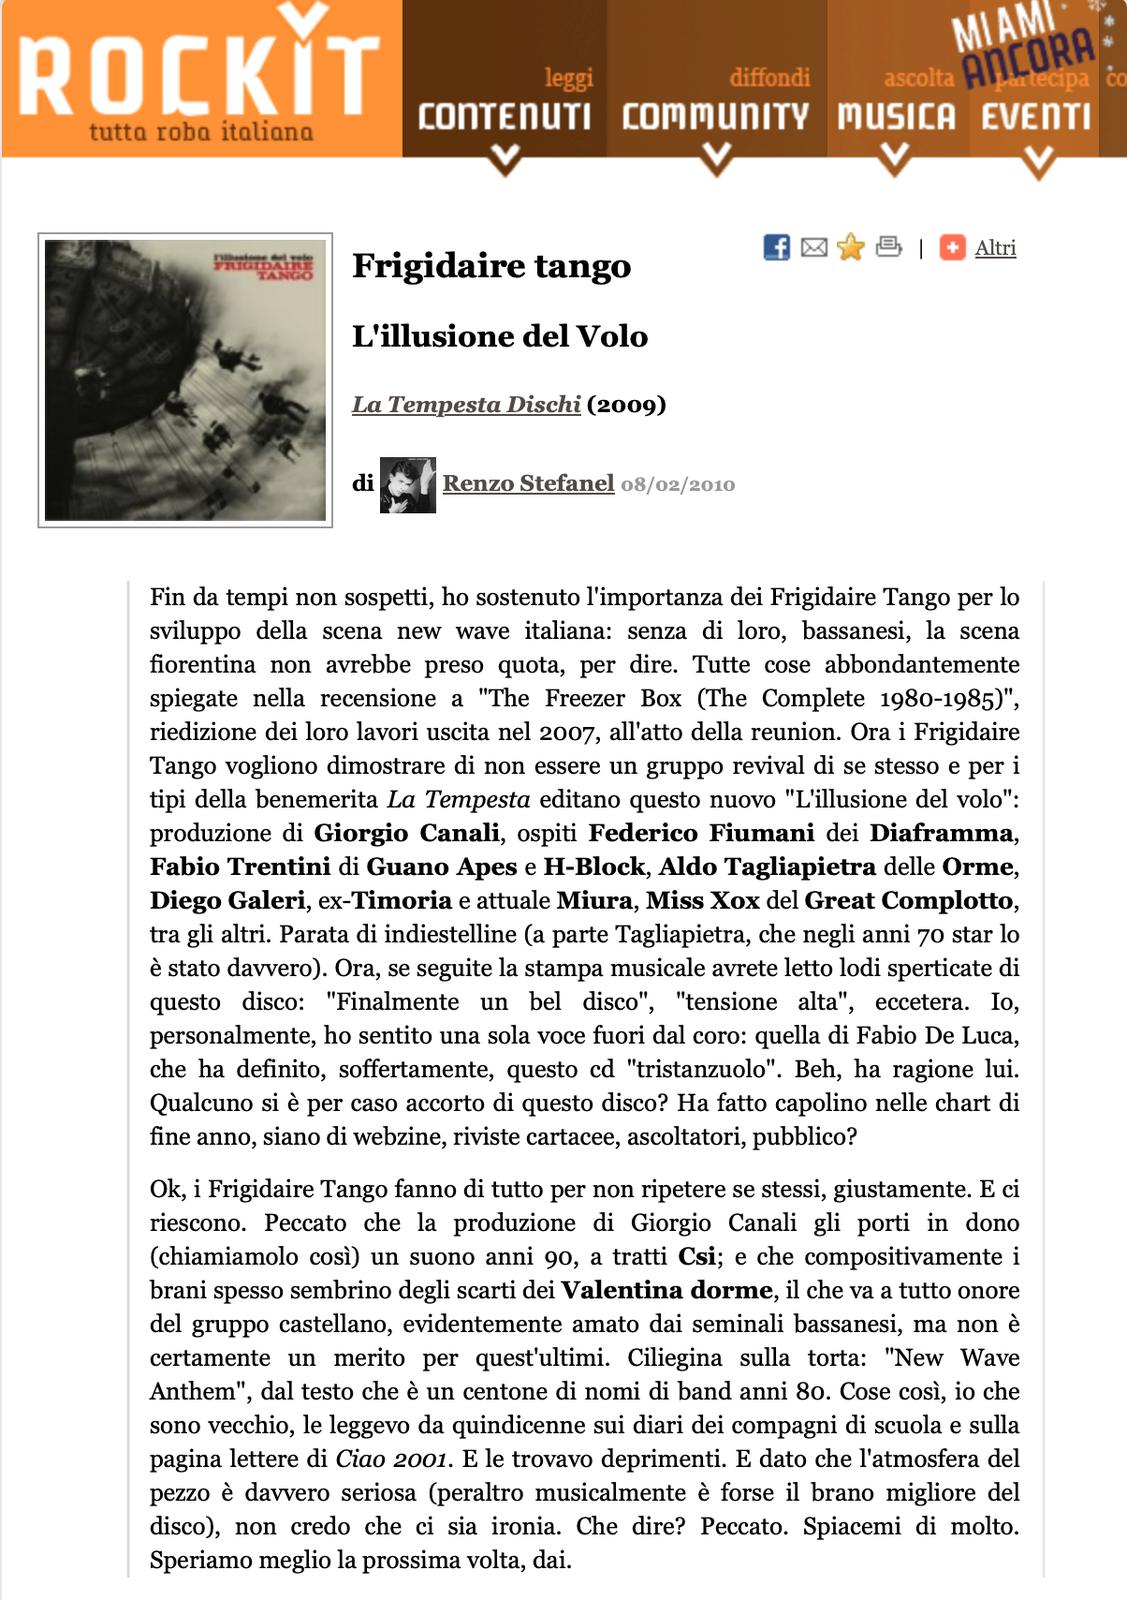 ROCKIT
tutta roba italiana
leggi
CONTENUTI
diffondi
COMMUNITY
ascolta
MUSICA
partecipa
EVENTI
co
MI AMI
ANCORA
l'illusione del volo
FRIGIDAIRE
TANGO
Frigidaire tango
Altri
L'illusione del Volo
La Tempesta Dischi (2009)
di Renzo Stefanel 08/02/2010
Fin da tempi non sospetti, ho sostenuto l'importanza dei Frigidaire Tango per lo
sviluppo della scena new wave italiana: senza di loro, bassanesi, la scena
fiorentina non avrebbe preso quota, per dire. Tutte cose abbondantemente
spiegate nella recensione a "The Freezer Box (The Complete 1980-1985)",
riedizione dei loro lavori uscita nel 2007, all'atto della reunion. Ora i Frigidaire
Tango vogliono dimostrare di non essere un gruppo revival di se stesso e per i
tipi della benemerita La Tempesta editano questo nuovo "L'illusione del volo":
produzione di Giorgio Canali, ospiti Federico Fiumani dei Diaframma,
Fabio Trentini di Guano Apes e H-Block, Aldo Tagliapietra delle Orme,
Diego Galeri, ex-Timoria e attuale Miura, Miss Xox del Great Complotto,
tra gli altri. Parata di indiestelline (a parte Tagliapietra, che negli anni 70 star lo
è stato davvero). Ora, se seguite la stampa musicale avrete letto lodi sperticate di
questo disco: "Finalmente un bel disco", "tensione alta", eccetera. Io,
personalmente, ho sentito una sola voce fuori dal coro: quella di Fabio De Luca,
che ha definito, soffertamente, questo cd "tristanzuolo". Beh, ha ragione lui.
Qualcuno si è per caso accorto di questo disco? Ha fatto capolino nelle chart di
fine anno, siano di webzine, riviste cartacee, ascoltatori, pubblico?
Ok, i Frigidaire Tango fanno di tutto per non ripetere se stessi, giustamente. E ci
riescono. Peccato che la produzione di Giorgio Canali gli porti in dono
(chiamiamolo così) un suono anni 90, a tratti Csi; e che compositivamente i
brani spesso sembrino degli scarti dei Valentina dorme, il che va a tutto onore
del gruppo castellano, evidentemente amato dai seminali bassanesi, ma non è
certamente un merito per quest'ultimi. Ciliegina sulla torta: "New Wave
Anthem", dal testo che è un centone di nomi di band anni 80. Cose così, io che
sono vecchio, le leggevo da quindicenne sui diari dei compagni di scuola e sulla
pagina lettere di Ciao 2001. E le trovavo deprimenti. E dato che l'atmosfera del
pezzo è davvero seriosa (peraltro musicalmente è forse il brano migliore del
disco), non credo che ci sia ironia. Che dire? Peccato. Spiacemi di molto.
Speriamo meglio la prossima volta, dai.